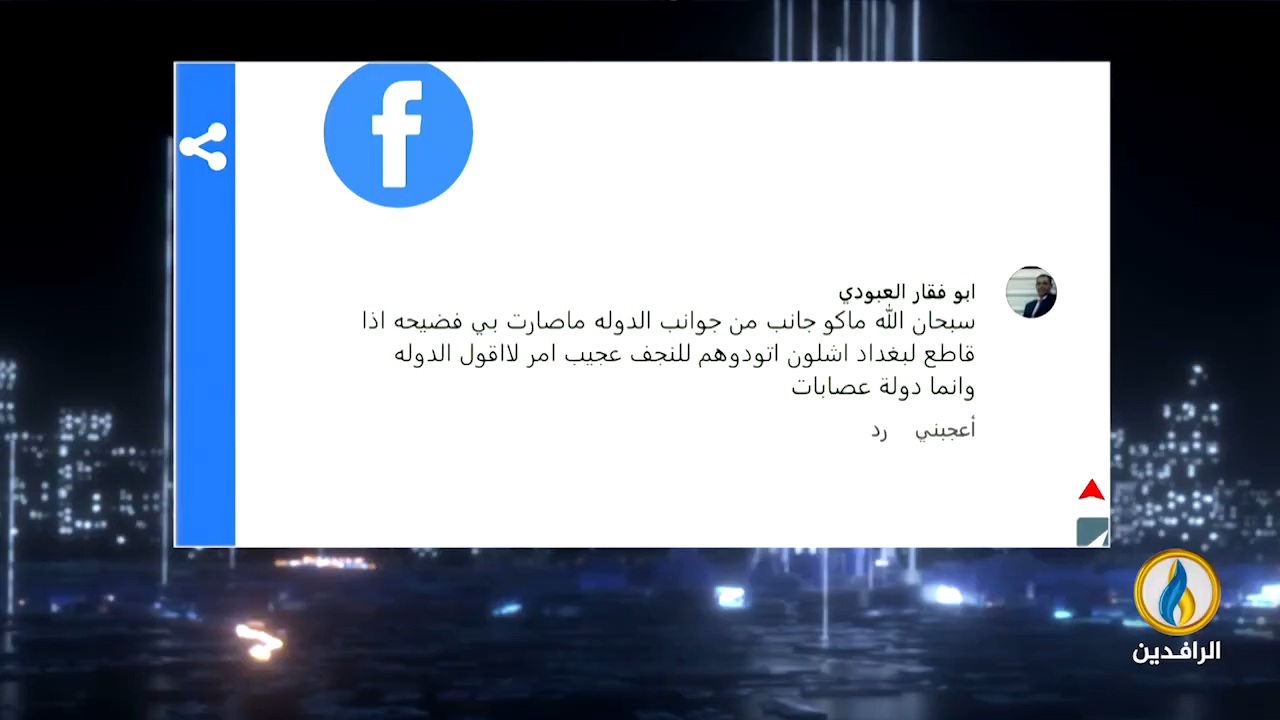 ابو فقار العبودي
سبحان الله ماكو جانب من جوانب الدوله ماصارت بي فضيحه اذا
قاطع لبغداد اشلون اتودوهم للنجف عجيب امر لااقول الدوله
وانما دولة عصابات
أعجبني رد
الرافدين